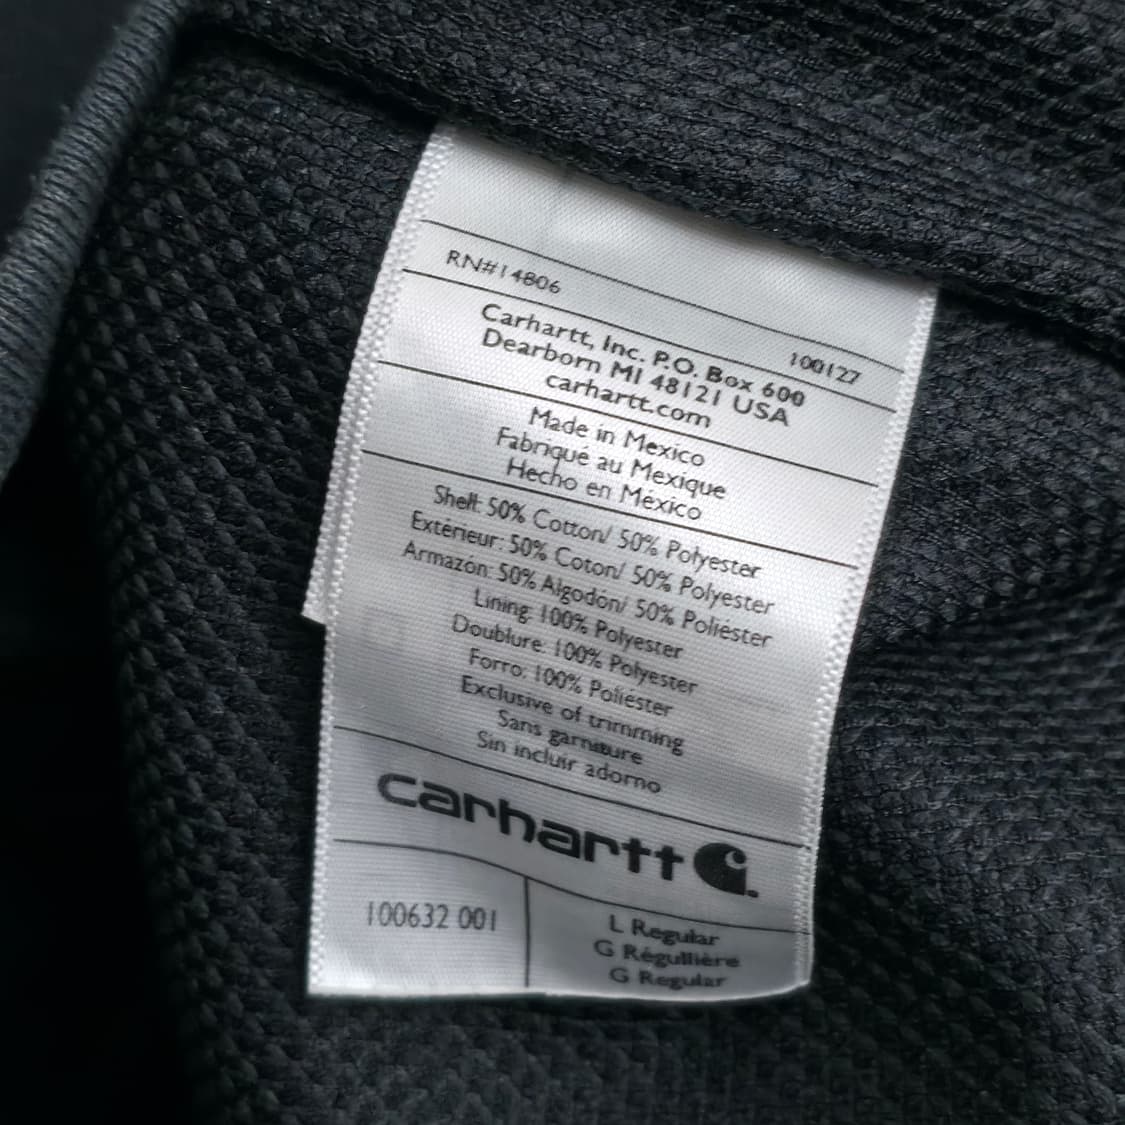 RN#14806
100127
Carhartt, Inc. P.O. Box 600
Dearborn MI 48121 USA
carhartt.com
Made in Mexico
Fabriqué au Mexique
Hecho en México
Shell: 50% Cotton/ 50% Polyester
Extérieur: 50% Coton/ 50% Polyester
Armazón: 50% Algodón/ 50% Poliéster
Lining: 100% Polyester
Doublure: 100% Polyester
Forro: 100% Poliéster
Exclusive of trimming
Sans garniture
Sin incluir adorno
carhartt
100632 001
L Regular
G Régullière
G Regular